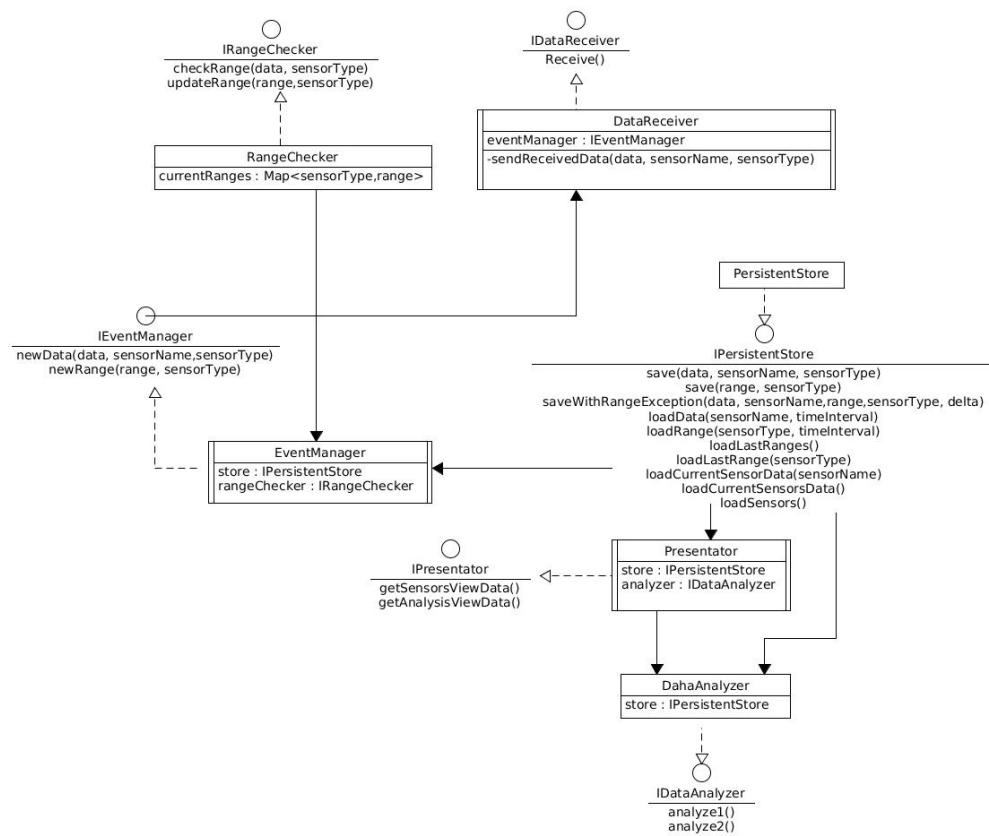 IRangeChecker
checkRange(data, sensorType)
updateRange(range,sensorType)
IDataReceiver
Receive()
DataReceiver
eventManager : IEventManager
-sendReceivedData(data, sensorName, sensorType)
RangeChecker
currentRanges : Map<sensorType,range>
PersistentStore
IEventManager
newData(data, sensorName,sensorType)
newRange(range, sensorType)
IPersistentStore
save(data, sensorName, sensorType)
save(range, sensorType)
saveWithRangeException(data, sensorName,range,sensorType, delta)
loadData(sensorName, timeInterval)
loadRange(sensorType, timeInterval)
loadLastRanges()
loadLastRange(sensorType)
loadCurrentSensorData(sensorName)
loadCurrentSensorsData()
loadSensors()
EventManager
store : IPersistentStore
rangeChecker : IRangeChecker
Presentator
store : IPersistentStore
analyzer : IDataAnalyzer
IPresentator
getSensorsViewData()
getAnalysisViewData()
DahaAnalyzer
store : IPersistentStore
IDataAnalyzer
analyze1()
analyze2()